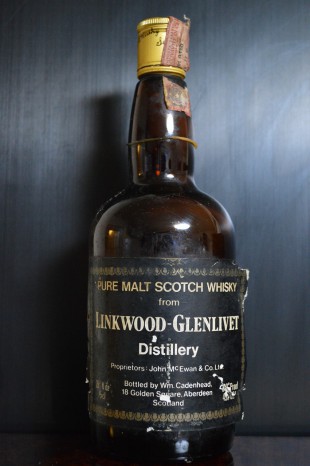 PURE MALT SCOTCH WHISKY
from
LINKWOOD-GLENLIVET
Distillery
Proprietors: John McEwan & Co. Ltd
Bottled by Wm. Cadenhead,
18 Golden Square, Aberdeen
Scotland